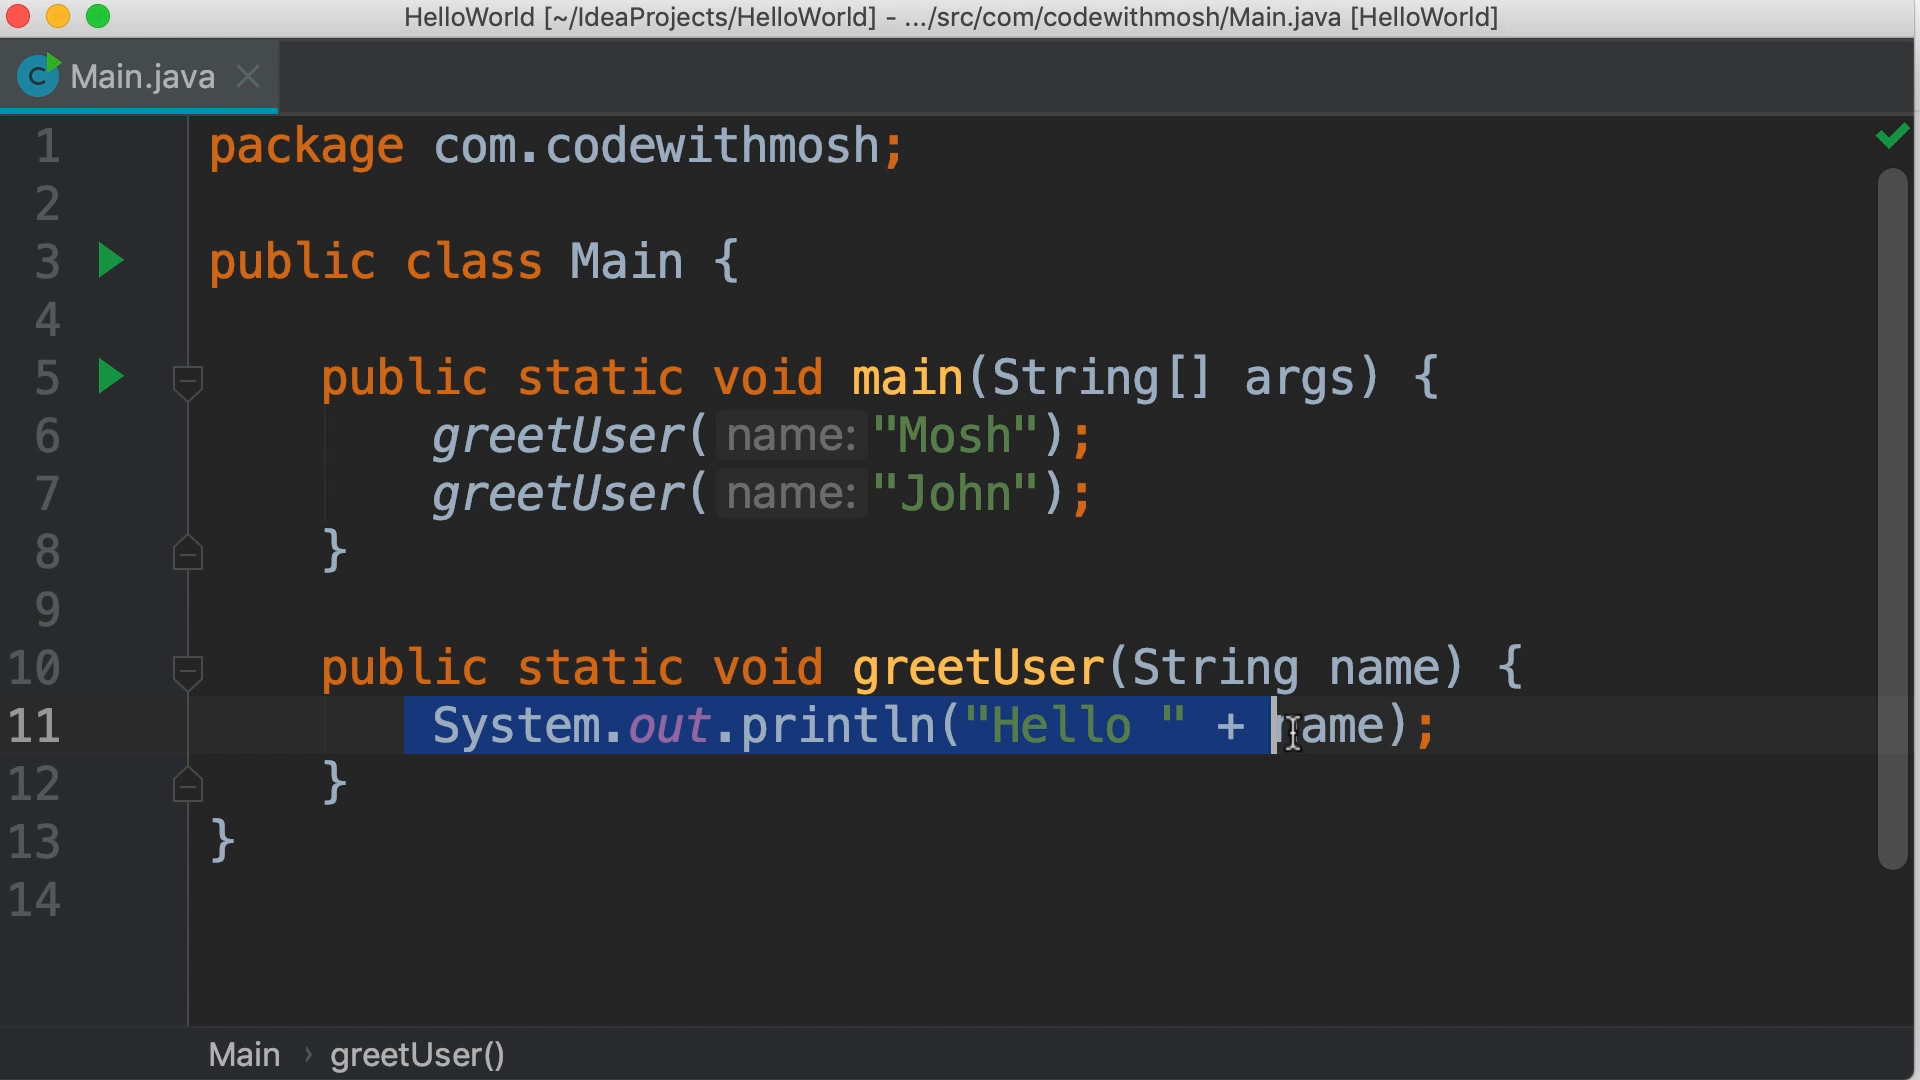 HelloWorld [~/IdeaProjects/HelloWorld] - .../src/com/codewithmosh/Main.java [HelloWorld]
C Main.java
1 package com.codewithmosh;
2
3 public class Main {
4
5 public static void main(String[] args) {
6 greetUser( name: "Mosh");
7 greetUser( name: "John");
8 }
9
10 public static void greetUser(String name) {
11 System.out.println("Hello " + name);
12 }
13 }
14
Main › greetUser()